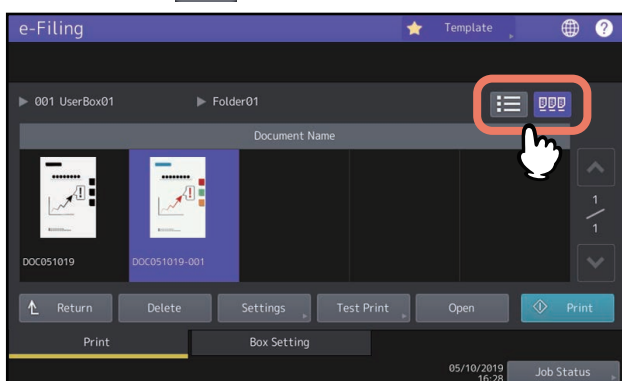 e-Filing
Template
?
001 UserBox01
Folder01
Document Name
DOC051019
DOC051019-001
1
1
Return
Delete
Settings
Test Print
Open
Print
Print
Box Setting
05/10/2019
16:28
Job Status